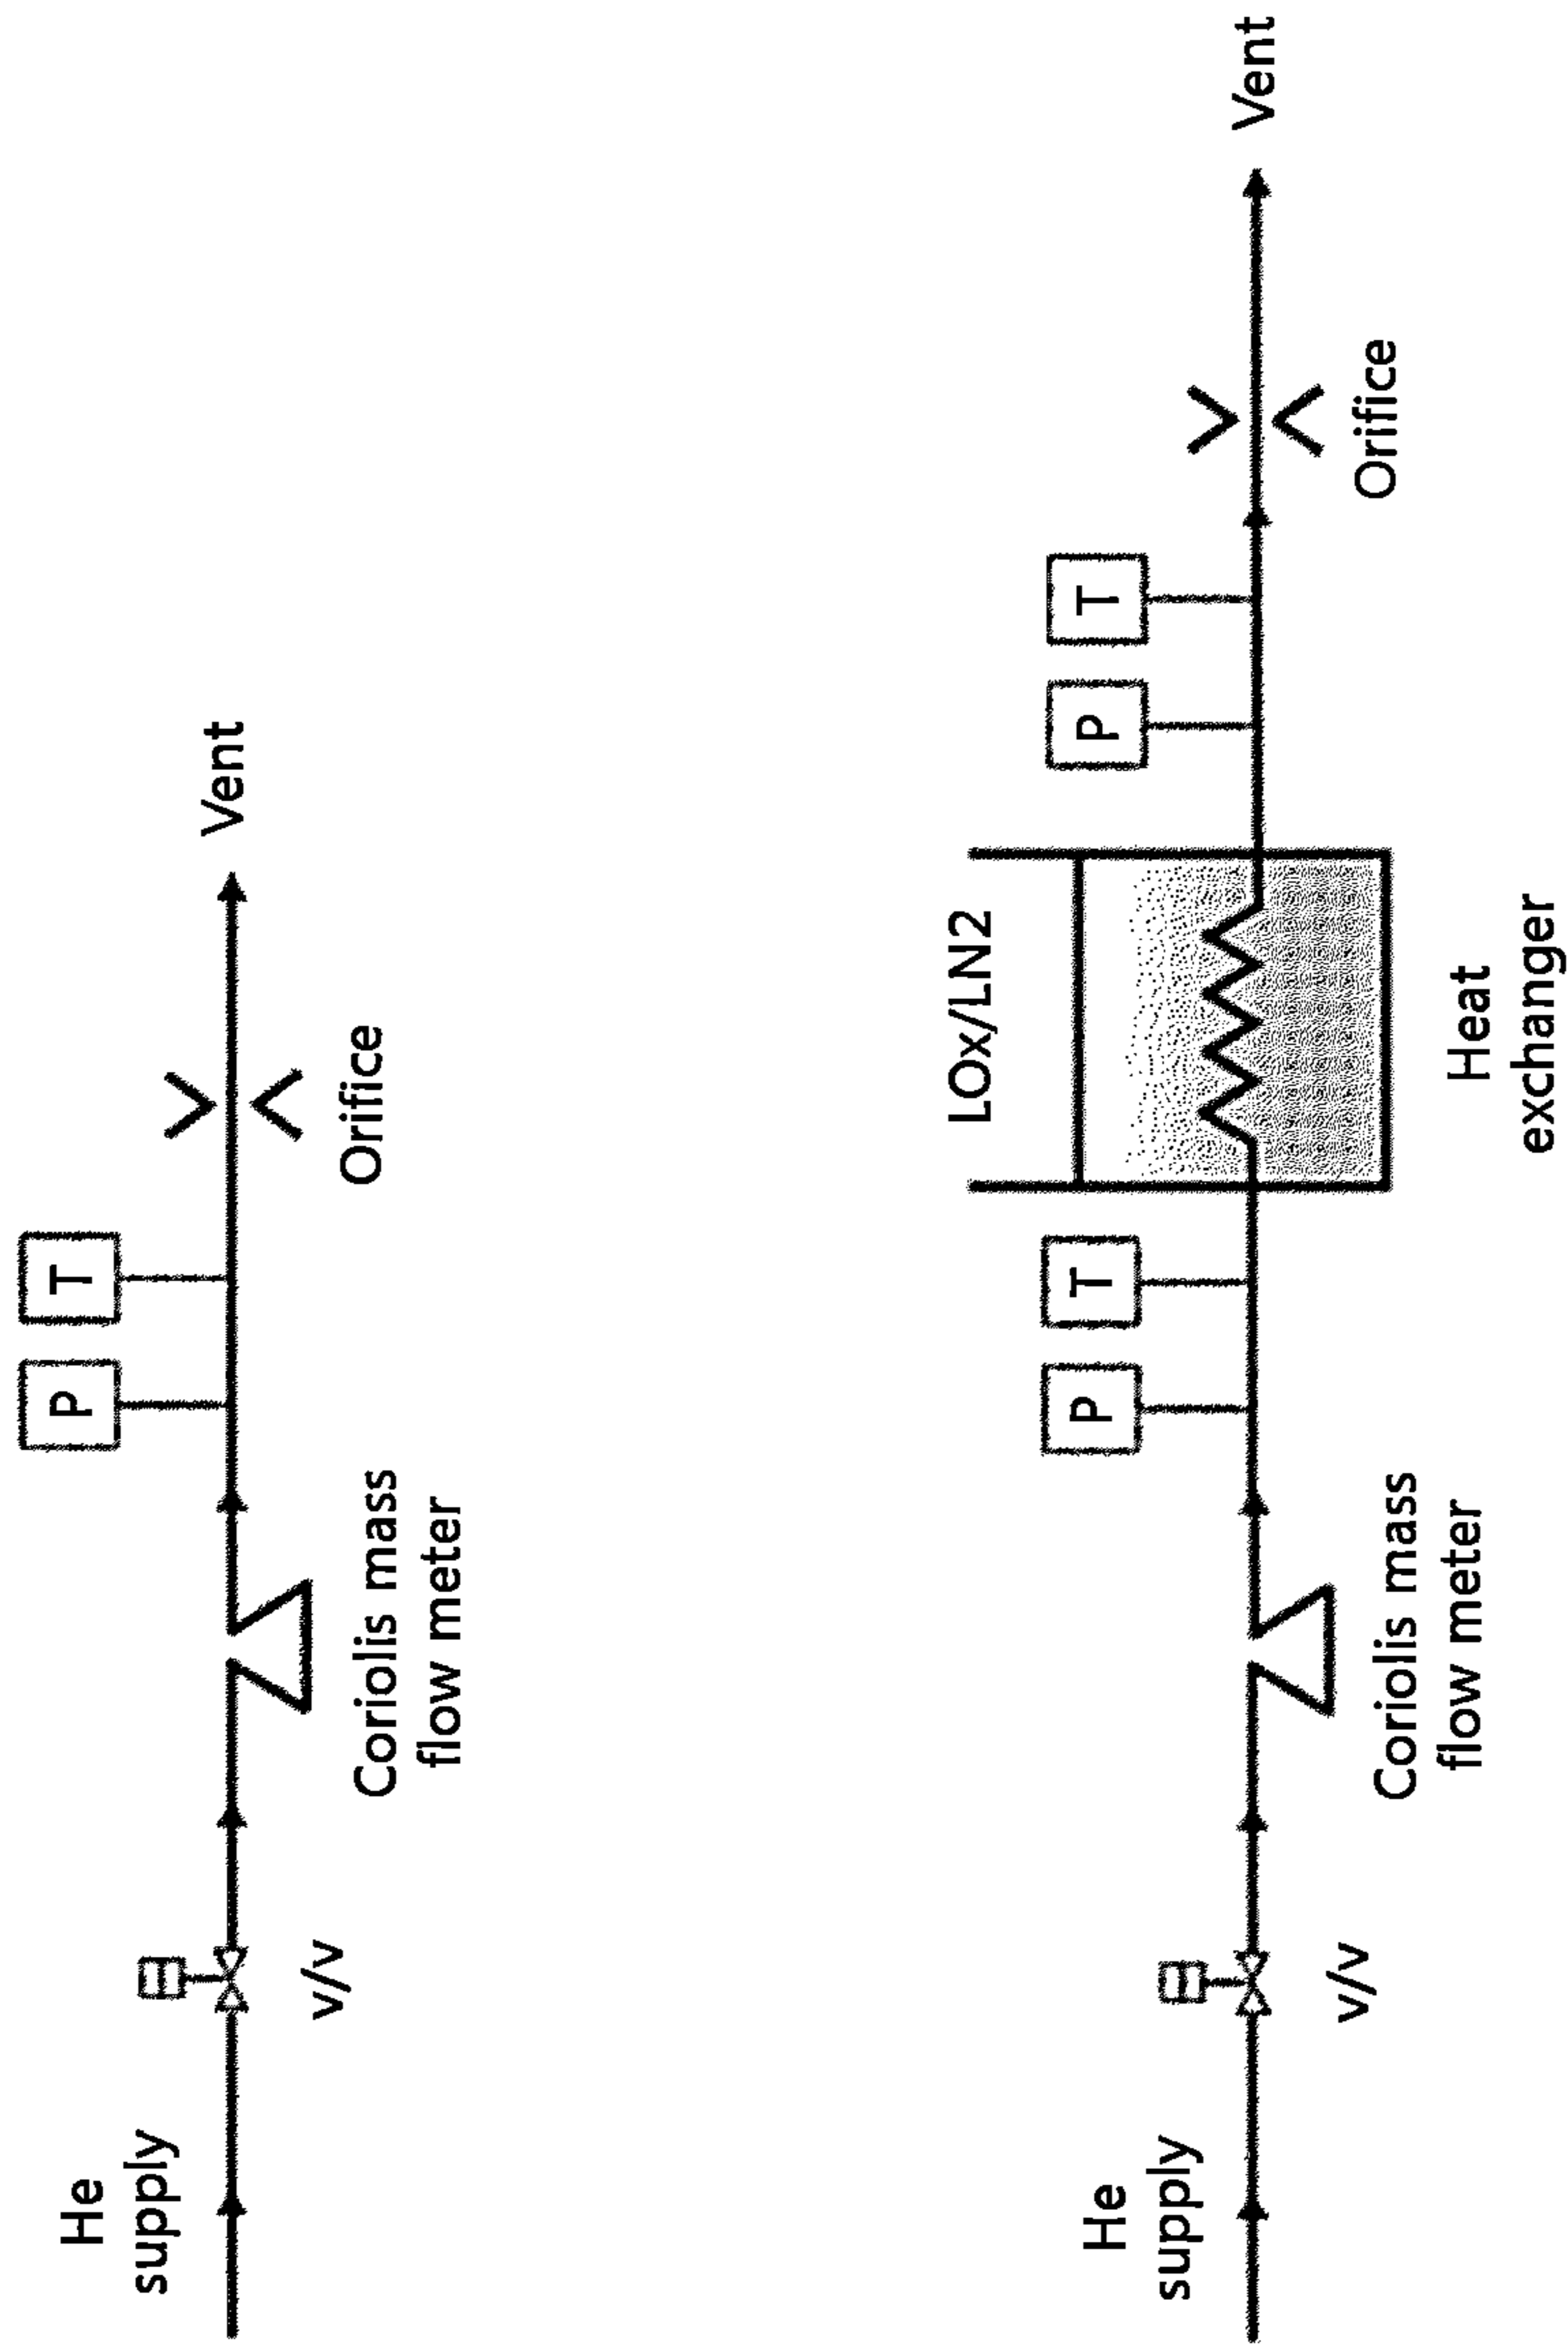 He
supply
v/v
Coriolis mass
flow meter
P
T
Orifice
Vent
He
supply
v/v
Coriolis mass
flow meter
P
T
LOx/LN2
Heat
exchanger
P
T
Orifice
Vent